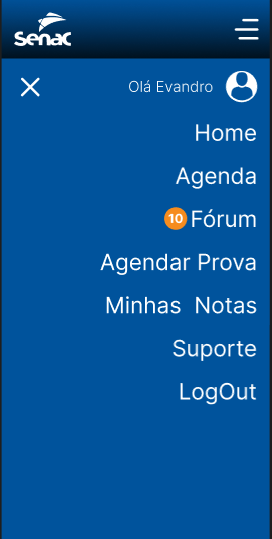 senac
Olá Evandro
Home
Agenda
10 Fórum
Agendar Prova
Minhas Notas
Suporte
LogOut